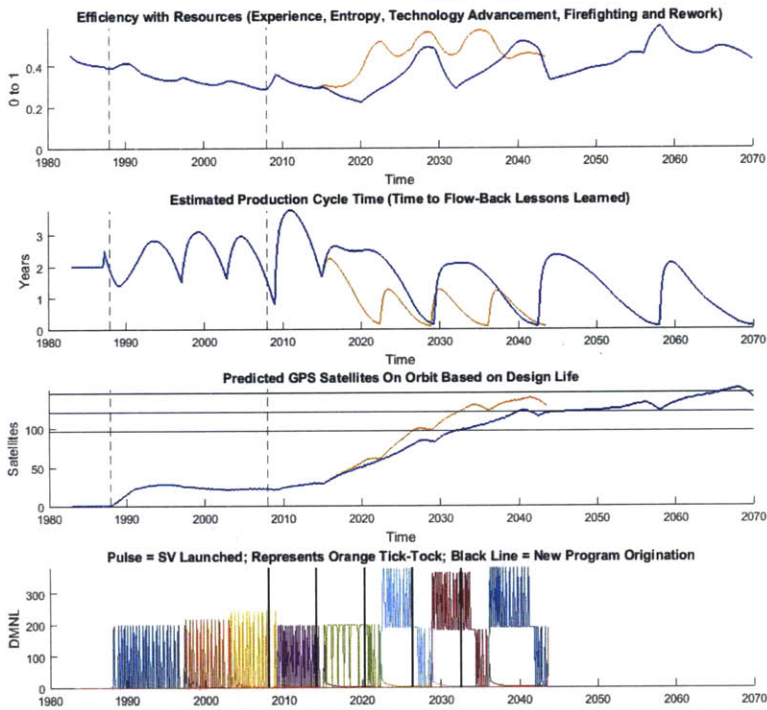 Efficiency with Resources (Experience, Entropy, Technology Advancement, Firefighting and Rework)
0 to 1
0.4
0.2
0
1980 1990 2000 2010 2020 2030 2040 2050 2060 2070
Time
Estimated Production Cycle Time (Time to Flow-Back Lessons Learned)
Years
3
2
1
0
1980 1990 2000 2010 2020 2030 2040 2050 2060 2070
Time
Predicted GPS Satellites On Orbit Based on Design Life
Satellites
100
50
0
1980 1990 2000 2010 2020 2030 2040 2050 2060 2070
Time
Pulse = SV Launched; Represents Orange Tick-Tock; Black Line = New Program Origination
DMNL
300
200
100
0
1980 1990 2000 2010 2020 2030 2040 2050 2060 2070